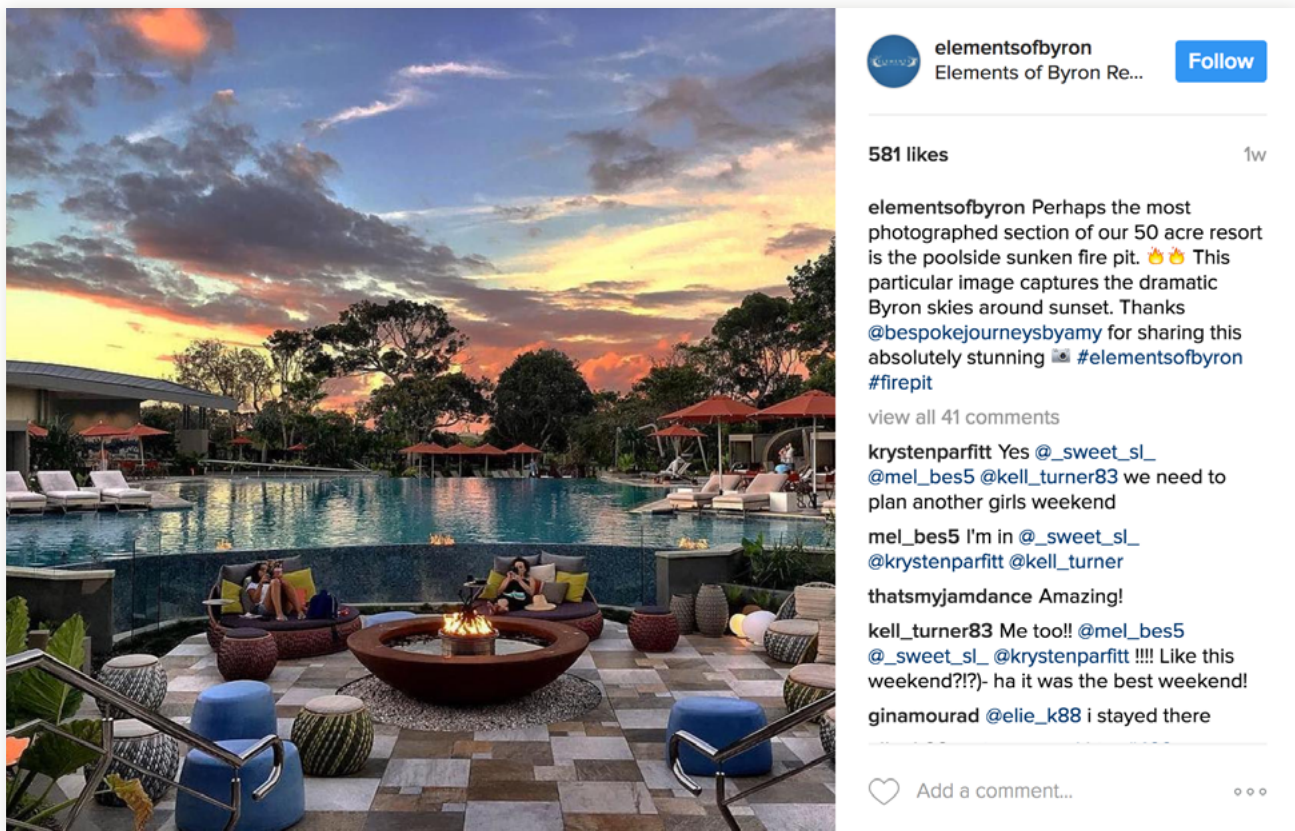 elementsofbyron
Elements of Byron Re...
Follow
581 likes
1w
elementsofbyron Perhaps the most
photographed section of our 50 acre resort
is the poolside sunken fire pit. 🔥🔥 This
particular image captures the dramatic
Byron skies around sunset. Thanks
@bespokejourneysbyamy for sharing this
absolutely stunning 📷 #elementsofbyron
#firepit
view all 41 comments
krystenparfitt Yes @_sweet_sl_
@mel_bes5 @kell_turner83 we need to
plan another girls weekend
mel_bes5 I'm in @_sweet_sl_
@krystenparfitt @kell_turner
thatsmyjamdance Amazing!
kell_turner83 Me too!! @mel_bes5
@_sweet_sl_ @krystenparfitt !!!! Like this
weekend?!?)- ha it was the best weekend!
ginamourad @elie_k88 i stayed there
Add a comment...